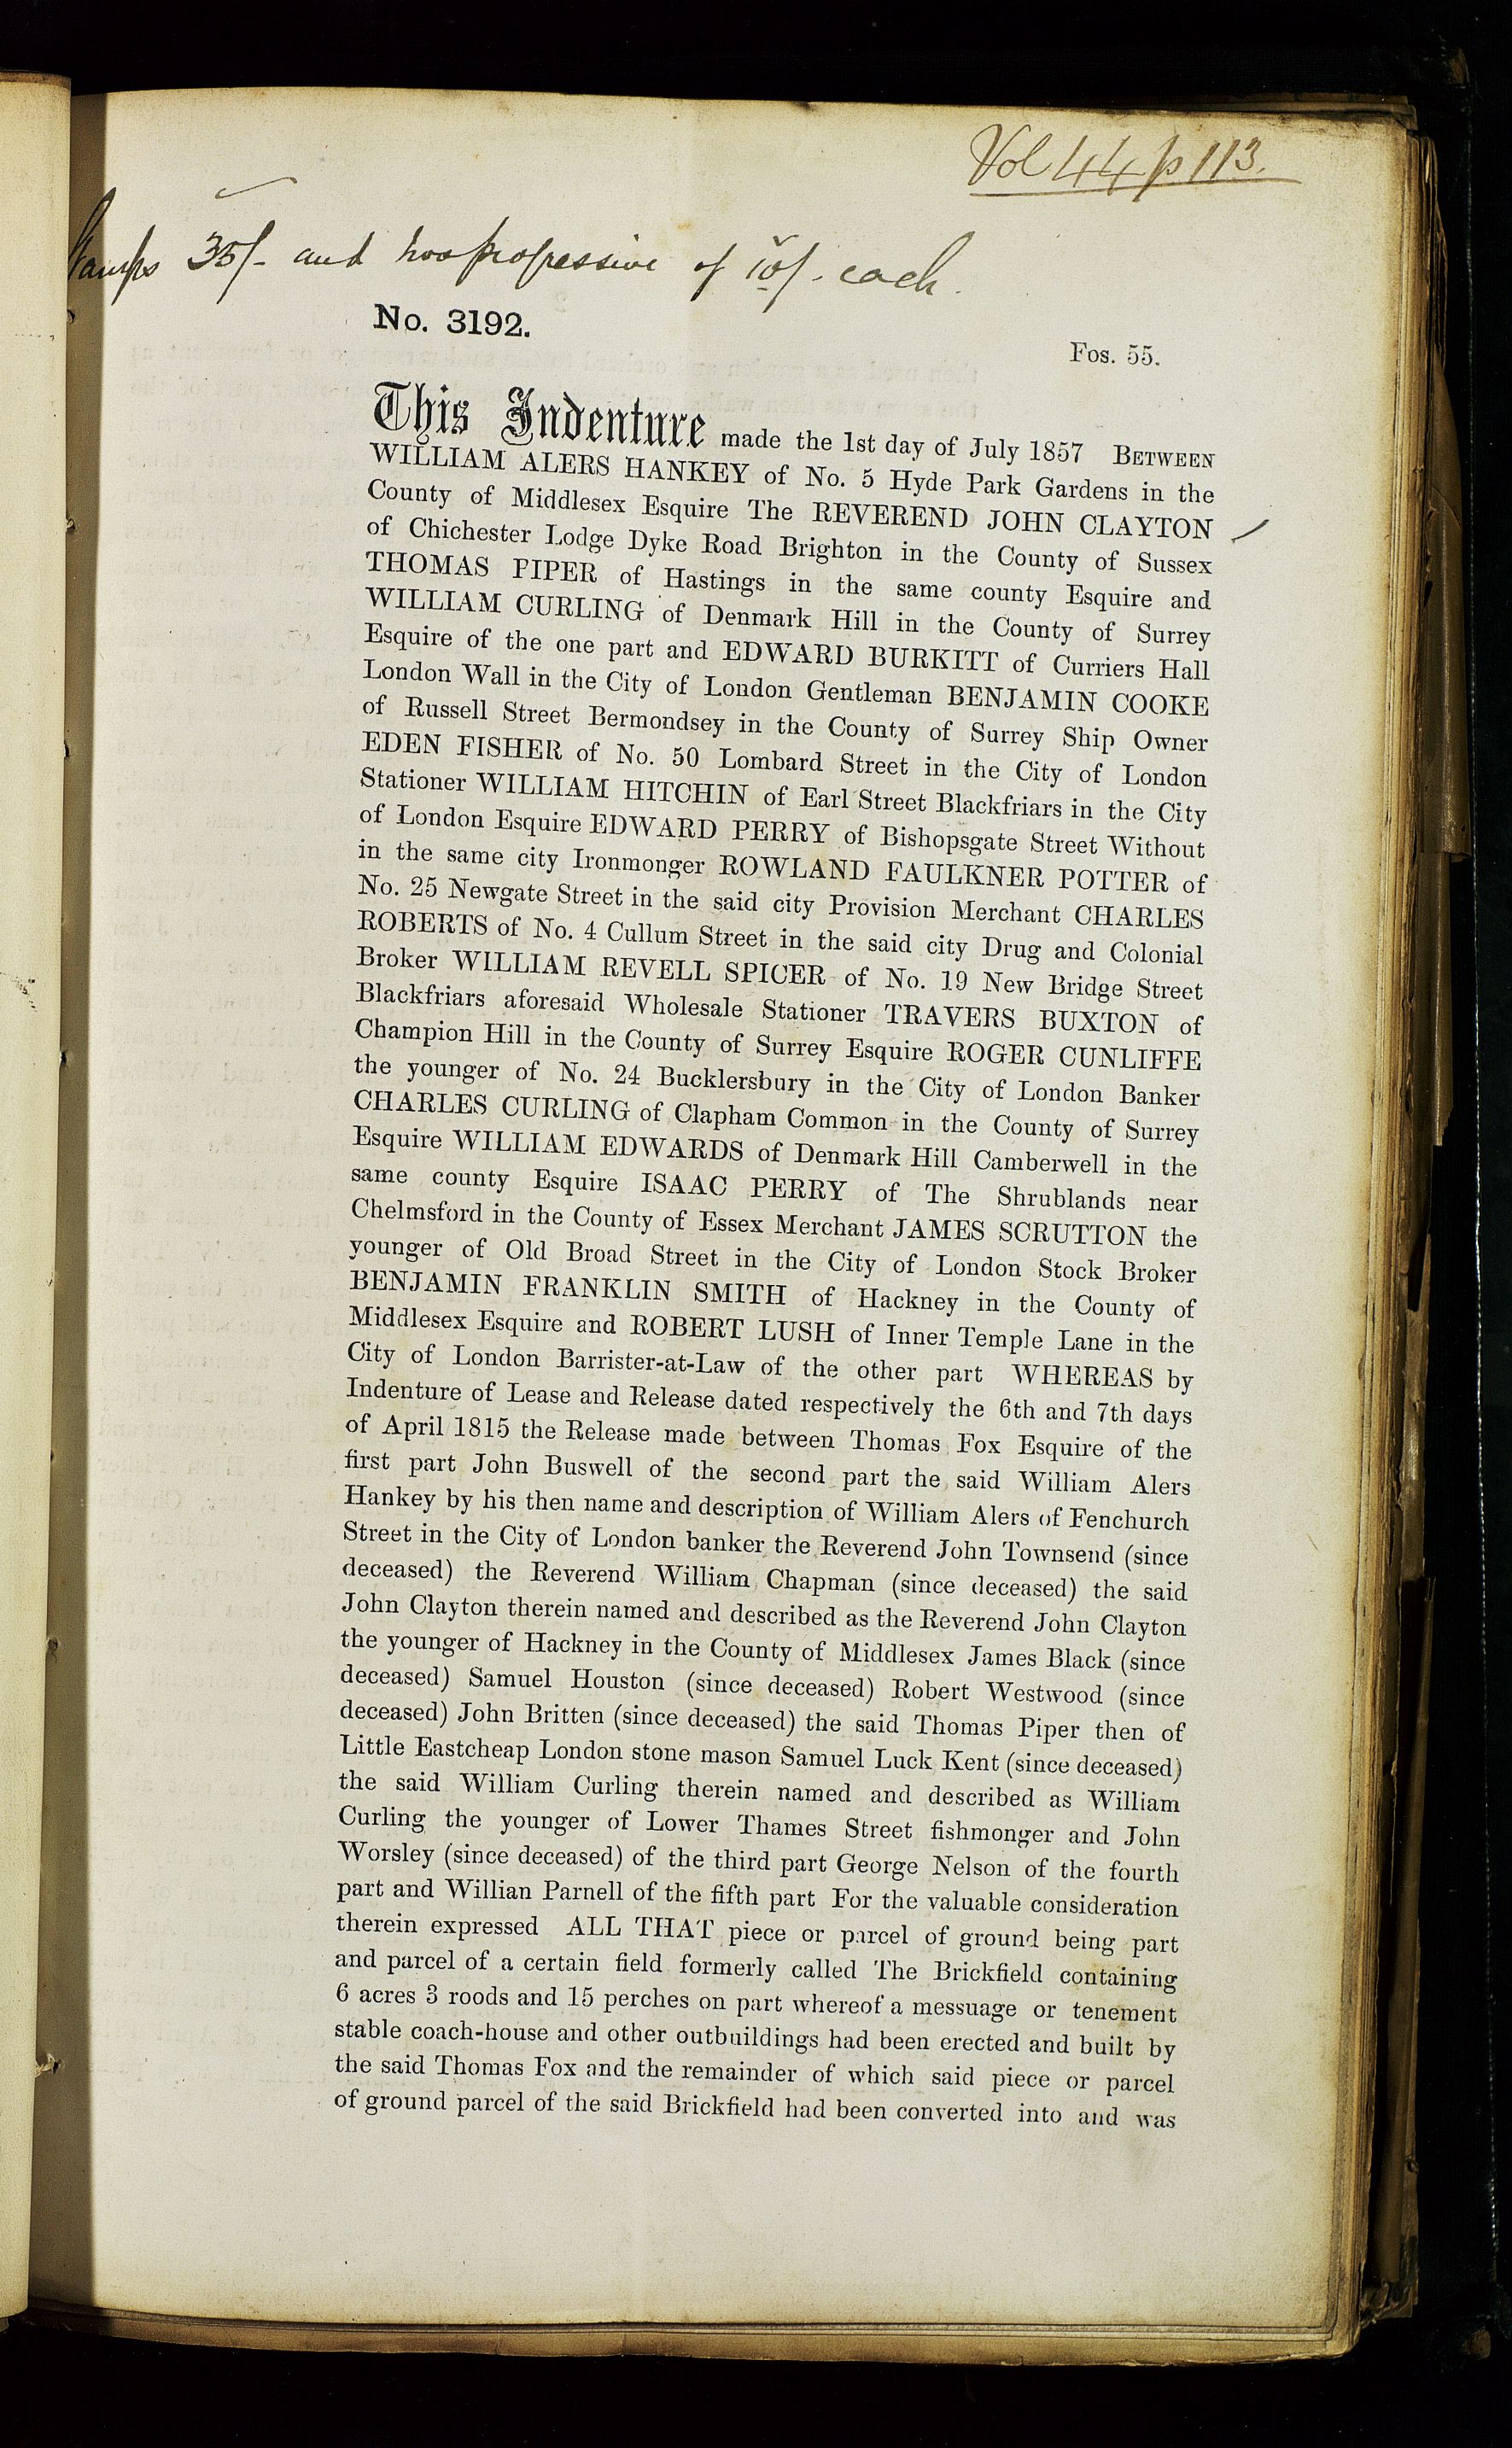 Vol 44 p 113.
Stamps 35/- and two progressive of 10/- each.
No. 3192.
Fos. 55.
This Indenture made the 1st day of July 1857 BETWEEN
WILLIAM ALERS HANKEY of No. 5 Hyde Park Gardens in the
County of Middlesex Esquire The REVEREND JOHN CLAYTON
of Chichester Lodge Dyke Road Brighton in the County of Sussex
THOMAS PIPER of Hastings in the same county Esquire and
WILLIAM CURLING of Denmark Hill in the County of Surrey
Esquire of the one part and EDWARD BURKITT of Curriers Hall
London Wall in the City of London Gentleman BENJAMIN COOKE
of Russell Street Bermondsey in the County of Surrey Ship Owner
EDEN FISHER of No. 50 Lombard Street in the City of London
Stationer WILLIAM HITCHIN of Earl Street Blackfriars in the City
of London Esquire EDWARD PERRY of Bishopsgate Street Without
in the same city Ironmonger ROWLAND FAULKNER POTTER of
No. 25 Newgate Street in the said city Provision Merchant CHARLES
ROBERTS of No. 4 Cullum Street in the said city Drug and Colonial
Broker WILLIAM REVELL SPICER of No. 19 New Bridge Street
Blackfriars aforesaid Wholesale Stationer TRAVERS BUXTON of
Champion Hill in the County of Surrey Esquire ROGER CUNLIFFE
the younger of No. 24 Bucklersbury in the City of London Banker
CHARLES CURLING of Clapham Common in the County of Surrey
Esquire WILLIAM EDWARDS of Denmark Hill Camberwell in the
same county Esquire ISAAC PERRY of The Shrublands near
Chelmsford in the County of Essex Merchant JAMES SCRUTTON the
younger of Old Broad Street in the City of London Stock Broker
BENJAMIN FRANKLIN SMITH of Hackney in the County of
Middlesex Esquire and ROBERT LUSH of Inner Temple Lane in the
City of London Barrister-at-Law of the other part WHEREAS by
Indenture of Lease and Release dated respectively the 6th and 7th days
of April 1815 the Release made between Thomas Fox Esquire of the
first part John Buswell of the second part the said William Alers
Hankey by his then name and description of William Alers of Fenchurch
Street in the City of London banker the Reverend John Townsend (since
deceased) the Reverend William Chapman (since deceased) the said
John Clayton therein named and described as the Reverend John Clayton
the younger of Hackney in the County of Middlesex James Black (since
deceased) Samuel Houston (since deceased) Robert Westwood (since
deceased) John Britten (since deceased) the said Thomas Piper then of
Little Eastcheap London stone mason Samuel Luck Kent (since deceased)
the said William Curling therein named and described as William
Curling the younger of Lower Thames Street fishmonger and John
Worsley (since deceased) of the third part George Nelson of the fourth
part and Willian Parnell of the fifth part For the valuable consideration
therein expressed ALL THAT piece or parcel of ground being part
and parcel of a certain field formerly called The Brickfield containing
6 acres 3 roods and 15 perches on part whereof a messuage or tenement
stable coach-house and other outbuildings had been erected and built by
the said Thomas Fox and the remainder of which said piece or parcel
of ground parcel of the said Brickfield had been converted into and was